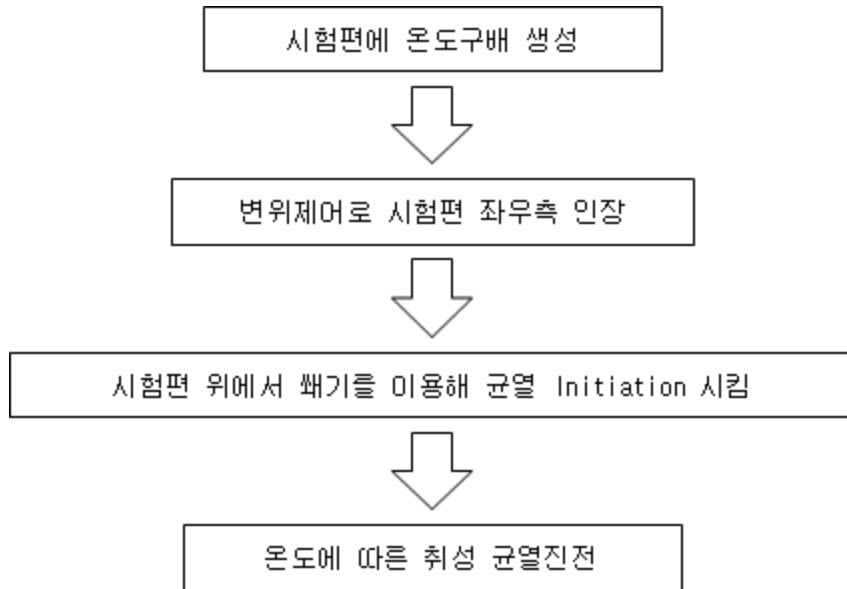 시험편에 온도구배 생성
변위제어로 시험편 좌우측 인장
시험편 위에서 쐐기를 이용해 균열 Initiation 시킴
온도에 따른 취성 균열진전